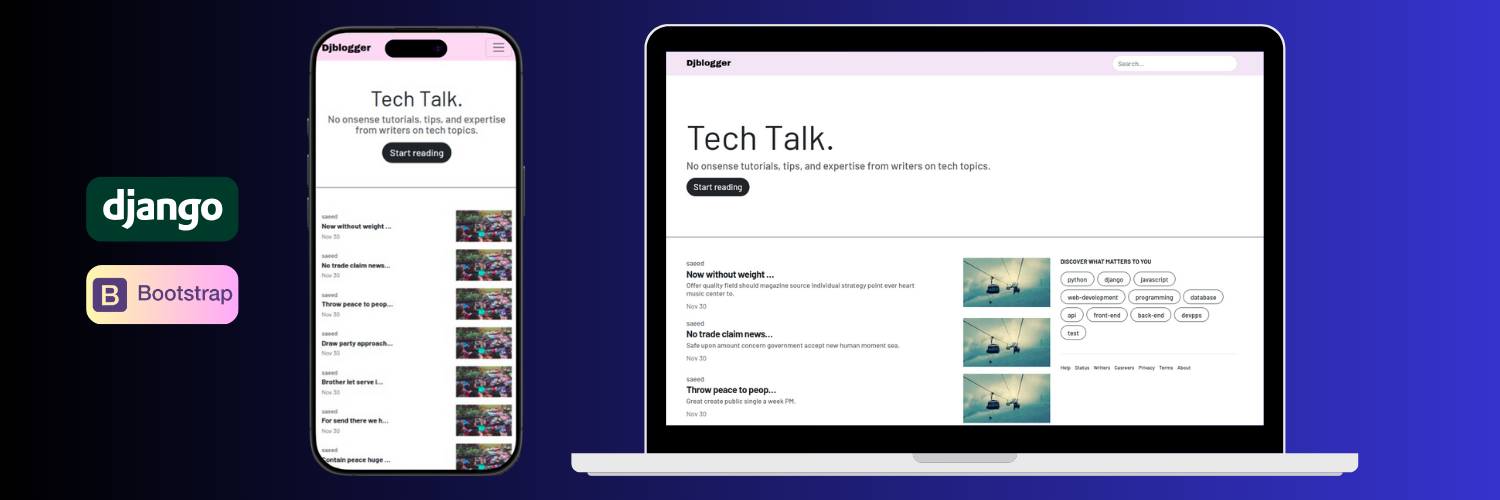 django
B Bootstrap
Djblogger
Tech Talk.
No onsense tutorials, tips, and expertise
from writers on tech topics.
Start reading
saeed
Now without weight ...
Nov 30
saeed
No trade claim news...
Nov 30
saeed
Throw peace to peop...
Nov 30
saeed
Draw party approach...
Nov 30
saeed
Brother let serve i...
Nov 30
saeed
For send there we h...
Nov 30
saeed
Contain peace huge ...
Djblogger
Search...
Tech Talk.
No onsense tutorials, tips, and expertise from writers on tech topics.
Start reading
saeed
Now without weight ...
Offer quality field should magazine source individual strategy point ever heart
music center to.
Nov 30
saeed
No trade claim news...
Safe upon amount concern government accept new human moment sea.
Nov 30
saeed
Throw peace to peop...
Great create public single a week PM.
Nov 30
DISCOVER WHAT MATTERS TO YOU
python django javascript
web-development programming database
api front-end back-end devpps
test
Help Status Writers Careers Privacy Terms About